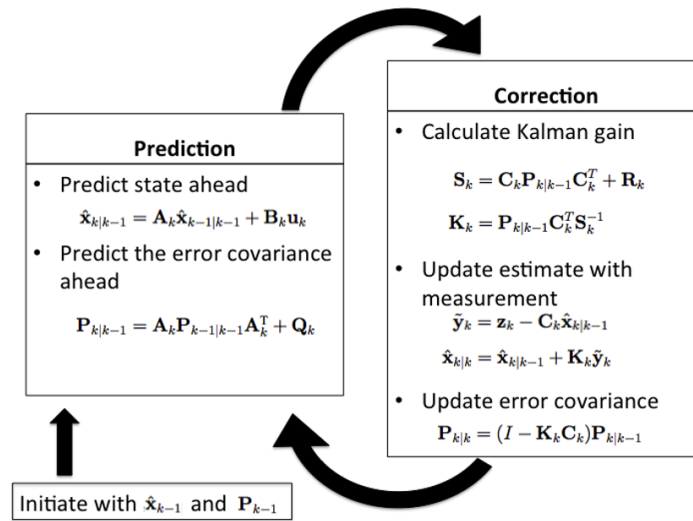 Prediction
• Predict state ahead
x̂_{k|k−1} = A_k x̂_{k−1|k−1} + B_k u_k
• Predict the error covariance
ahead
P_{k|k−1} = A_k P_{k−1|k−1} A_k^T + Q_k
Initiate with x̂_{k−1} and P_{k−1}
Correction
• Calculate Kalman gain
S_k = C_k P_{k|k−1} C_k^T + R_k
K_k = P_{k|k−1} C_k^T S_k^{−1}
• Update estimate with
measurement
ỹ_k = z_k − C_k x̂_{k|k−1}
x̂_{k|k} = x̂_{k|k−1} + K_k ỹ_k
• Update error covariance
P_{k|k} = (I − K_k C_k) P_{k|k−1}